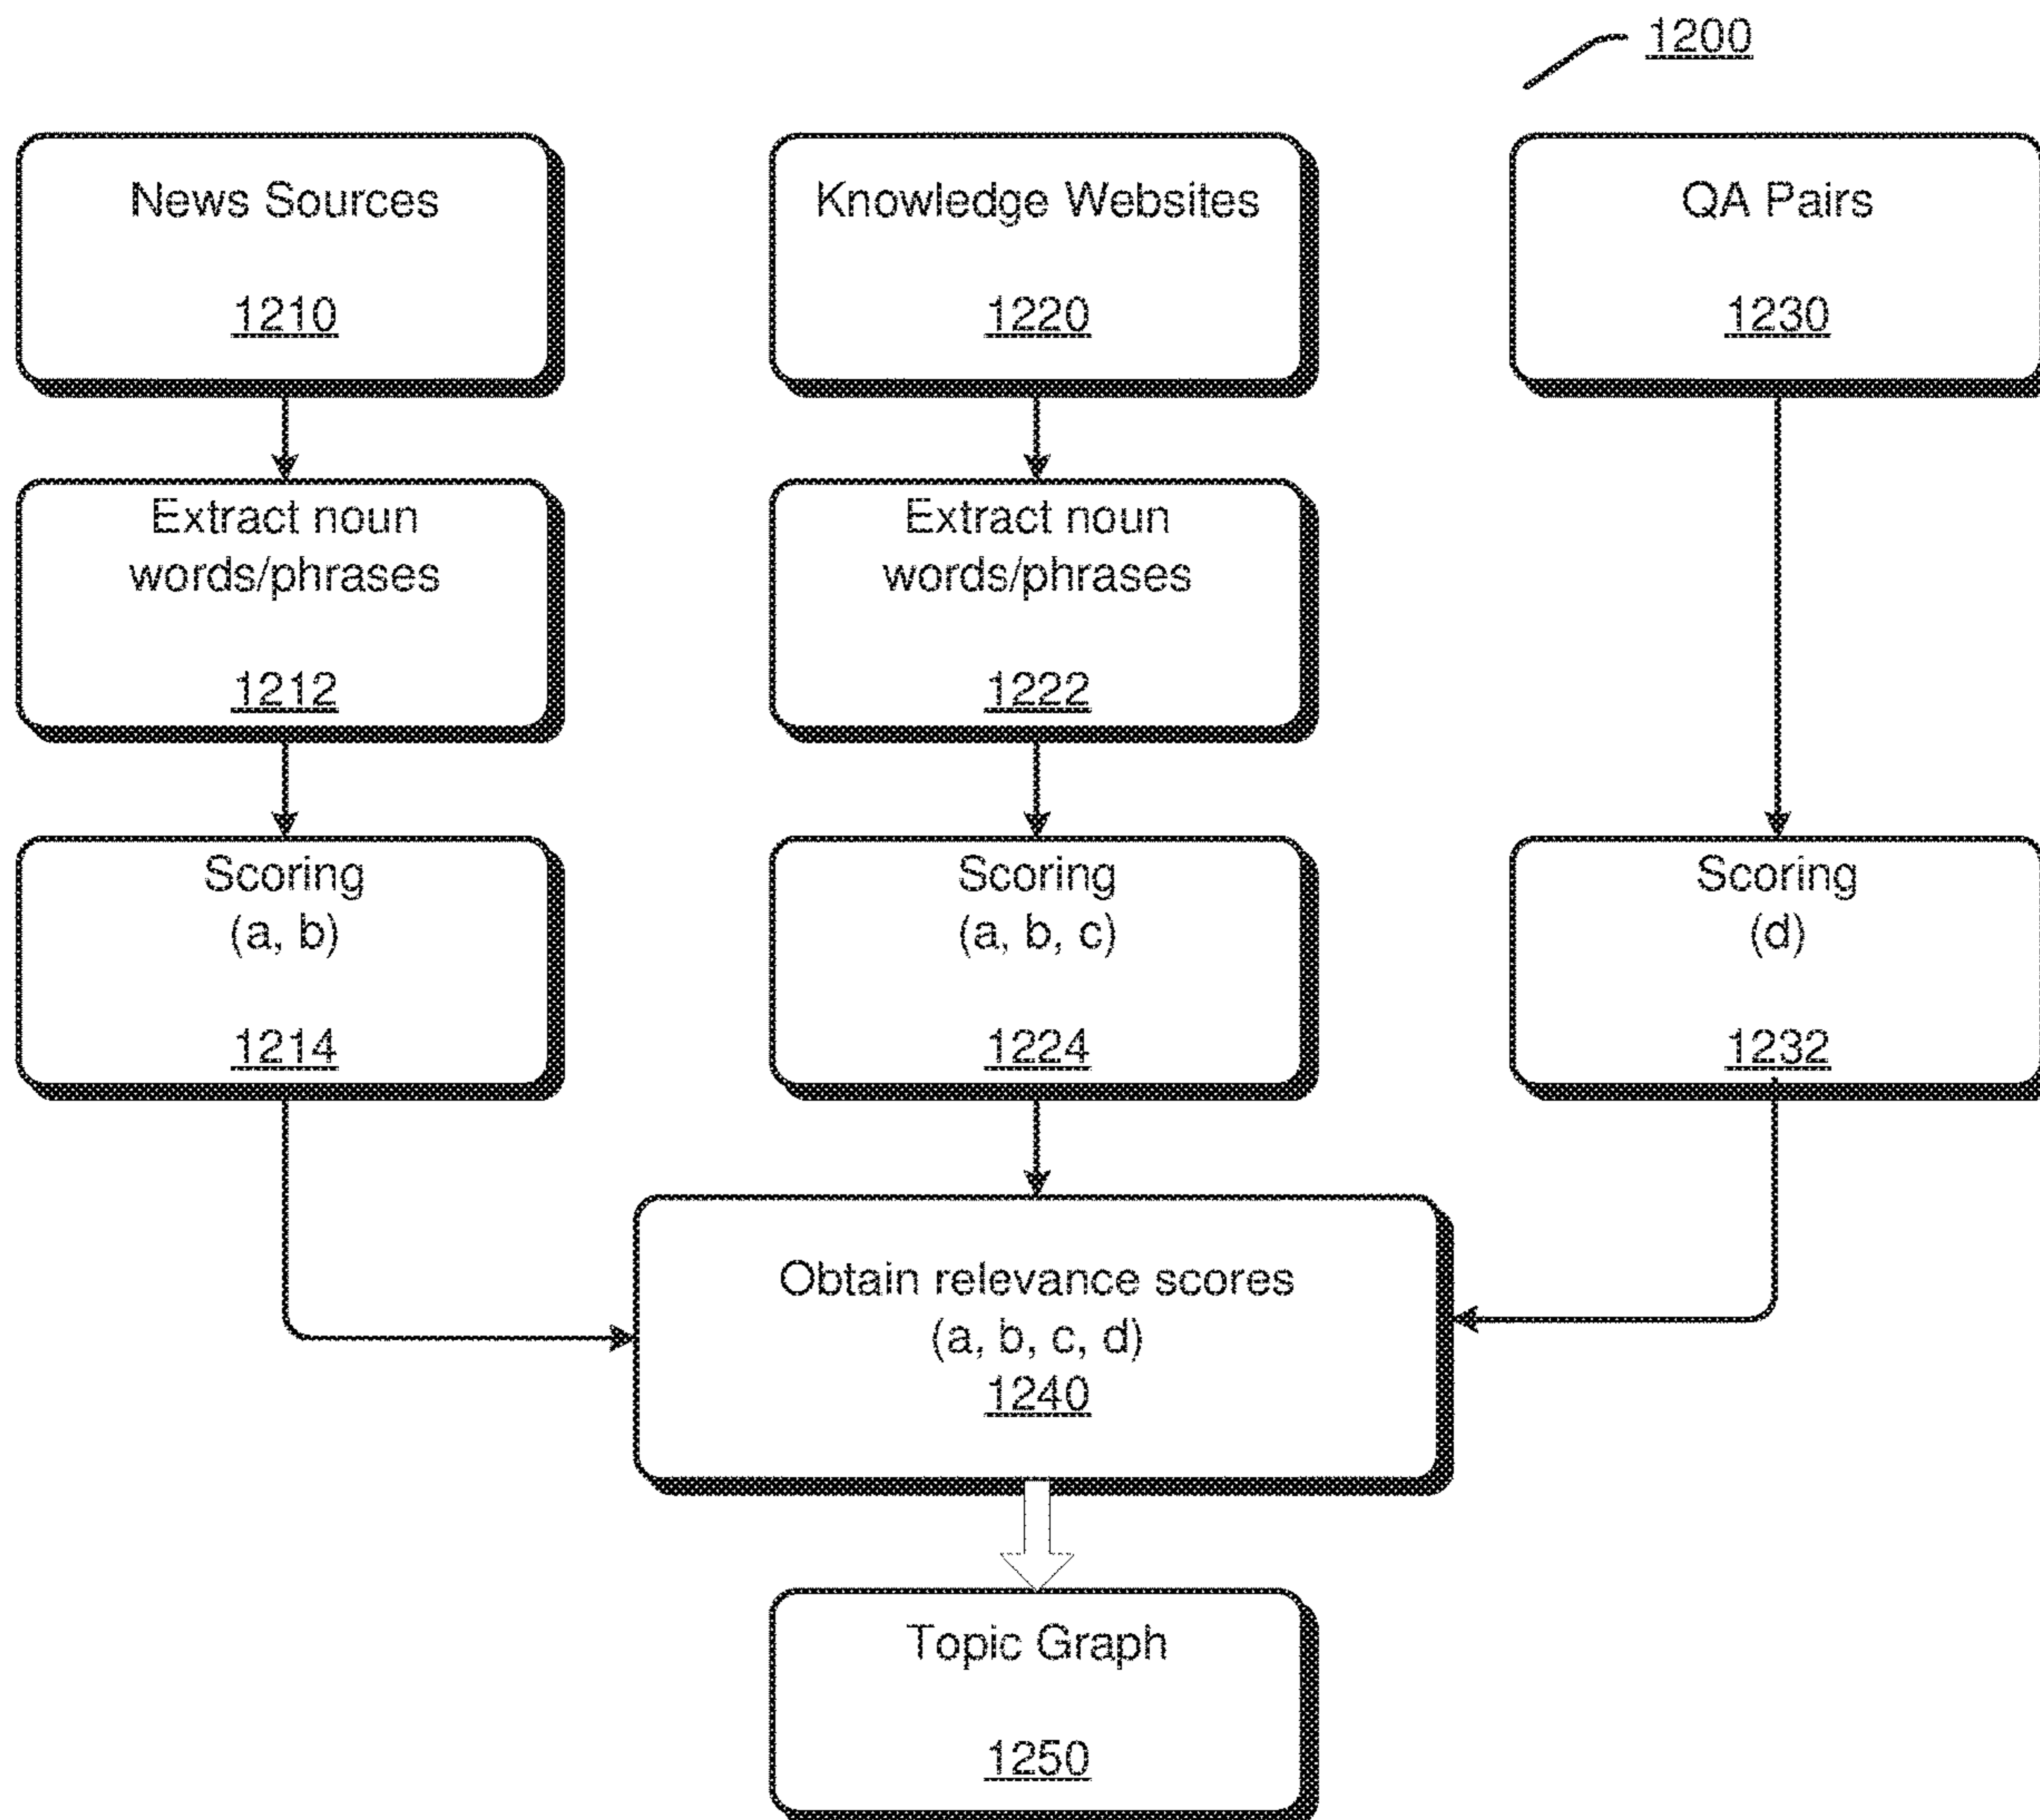 1200
News Sources
1210
Knowledge Websites
1220
QA Pairs
1230
Extract noun
words/phrases
1212
Extract noun
words/phrases
1222
Scoring
(a, b)
1214
Scoring
(a, b, c)
1224
Scoring
(d)
1232
Obtain relevance scores
(a, b, c, d)
1240
Topic Graph
1250